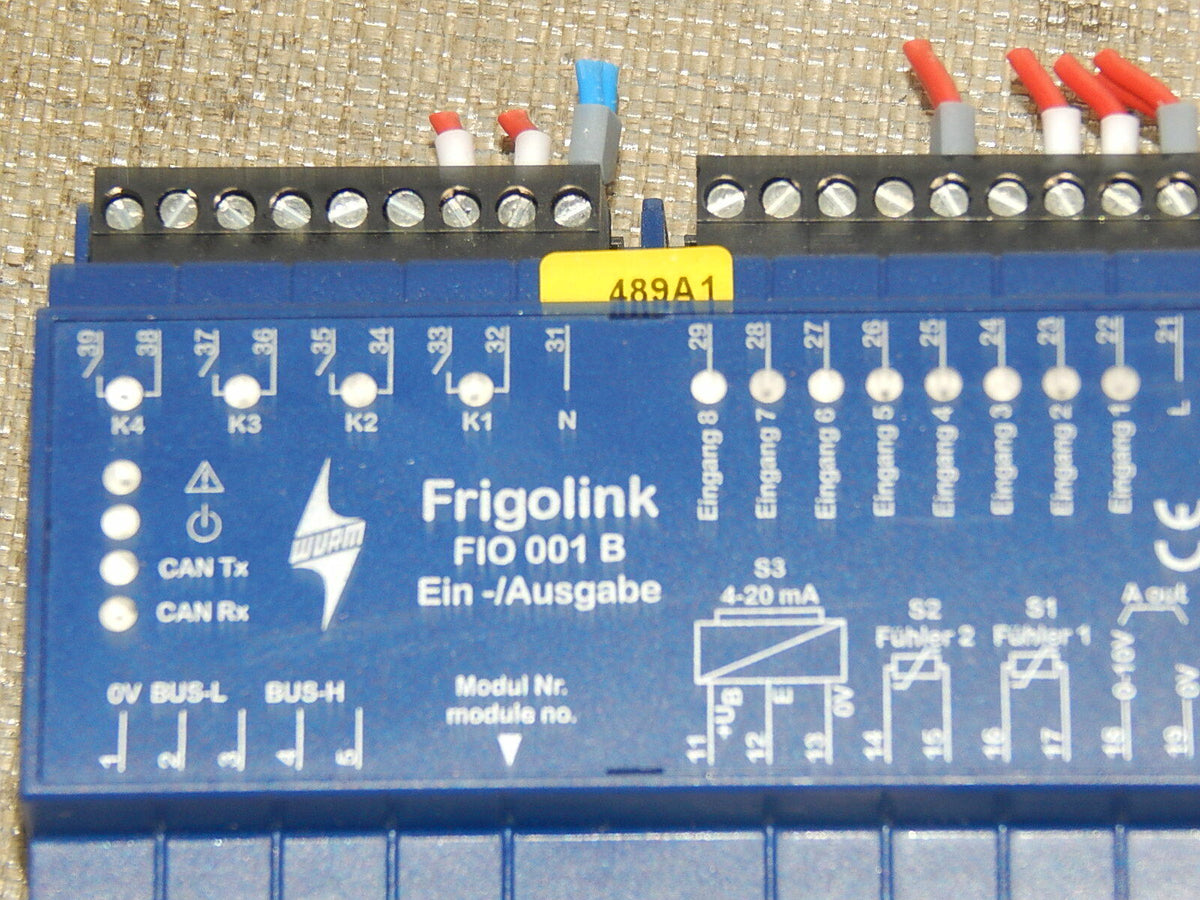 489A1
39 38 37 36 35 34 33 32 31 29 28 27 26 25 24 23 22 21
K4 K3 K2 K1 N L
Eingang 8 Eingang 7 Eingang 6 Eingang 5 Eingang 4 Eingang 3 Eingang 2 Eingang 1
WURM
Frigolink
FIO 001 B
Ein -/Ausgabe
CAN Tx
CAN Rx
CE
S3
4-20 mA
S2
Fühler 2
S1
Fühler 1
A out
0V BUS-L BUS-H
Modul Nr.
module no.
+UB E 0V 0-10V 0V
1 2 3 4 5 11 12 13 14 15 16 17 18 19